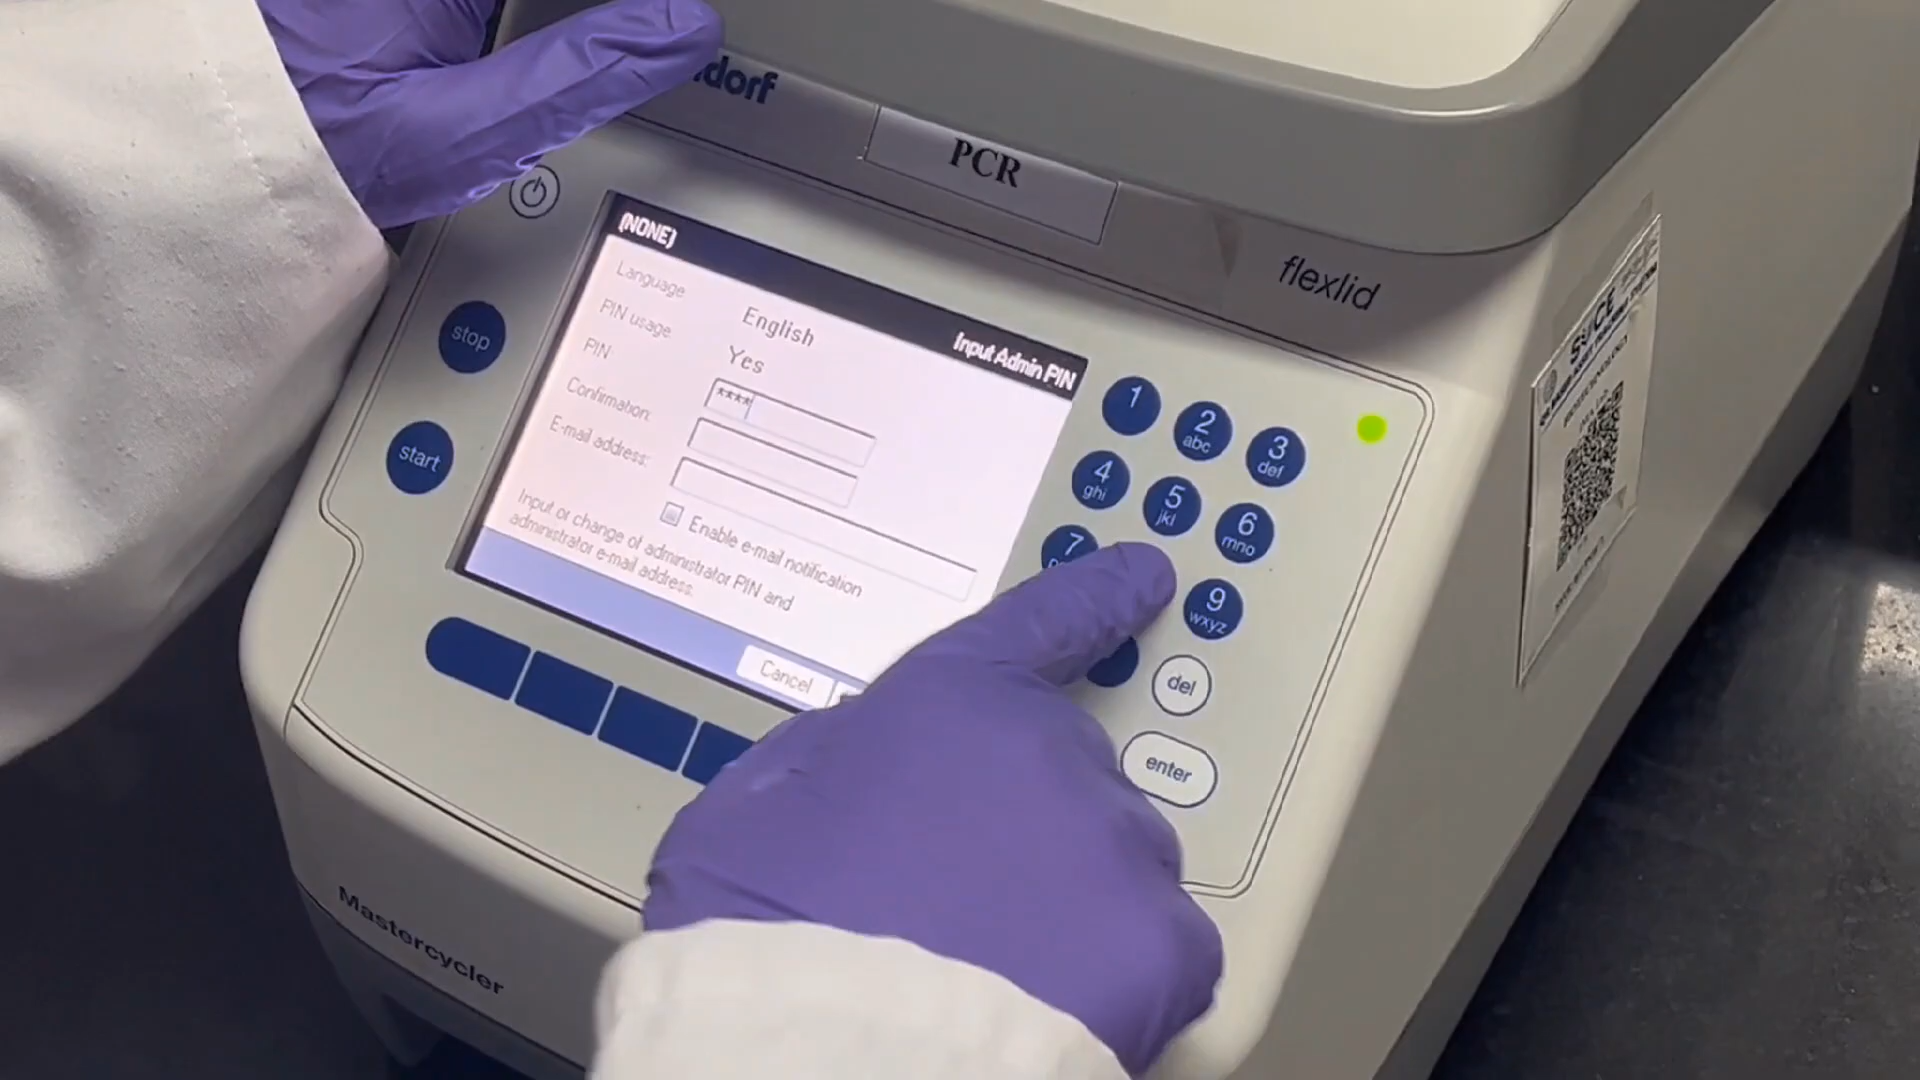 dorf
PCR
flexlid
[NONE]
Input Admin PIN
Language
English
PIN usage:
Yes
PIN
****
Confirmation:
E-mail address:
Enable e-mail notification
Input or change of administrator PIN and
administrator e-mail address.
Cancel
stop
start
1
2
abc
3
def
4
ghi
5
jkl
6
mno
7
9
wxyz
del
enter
Mastercycler